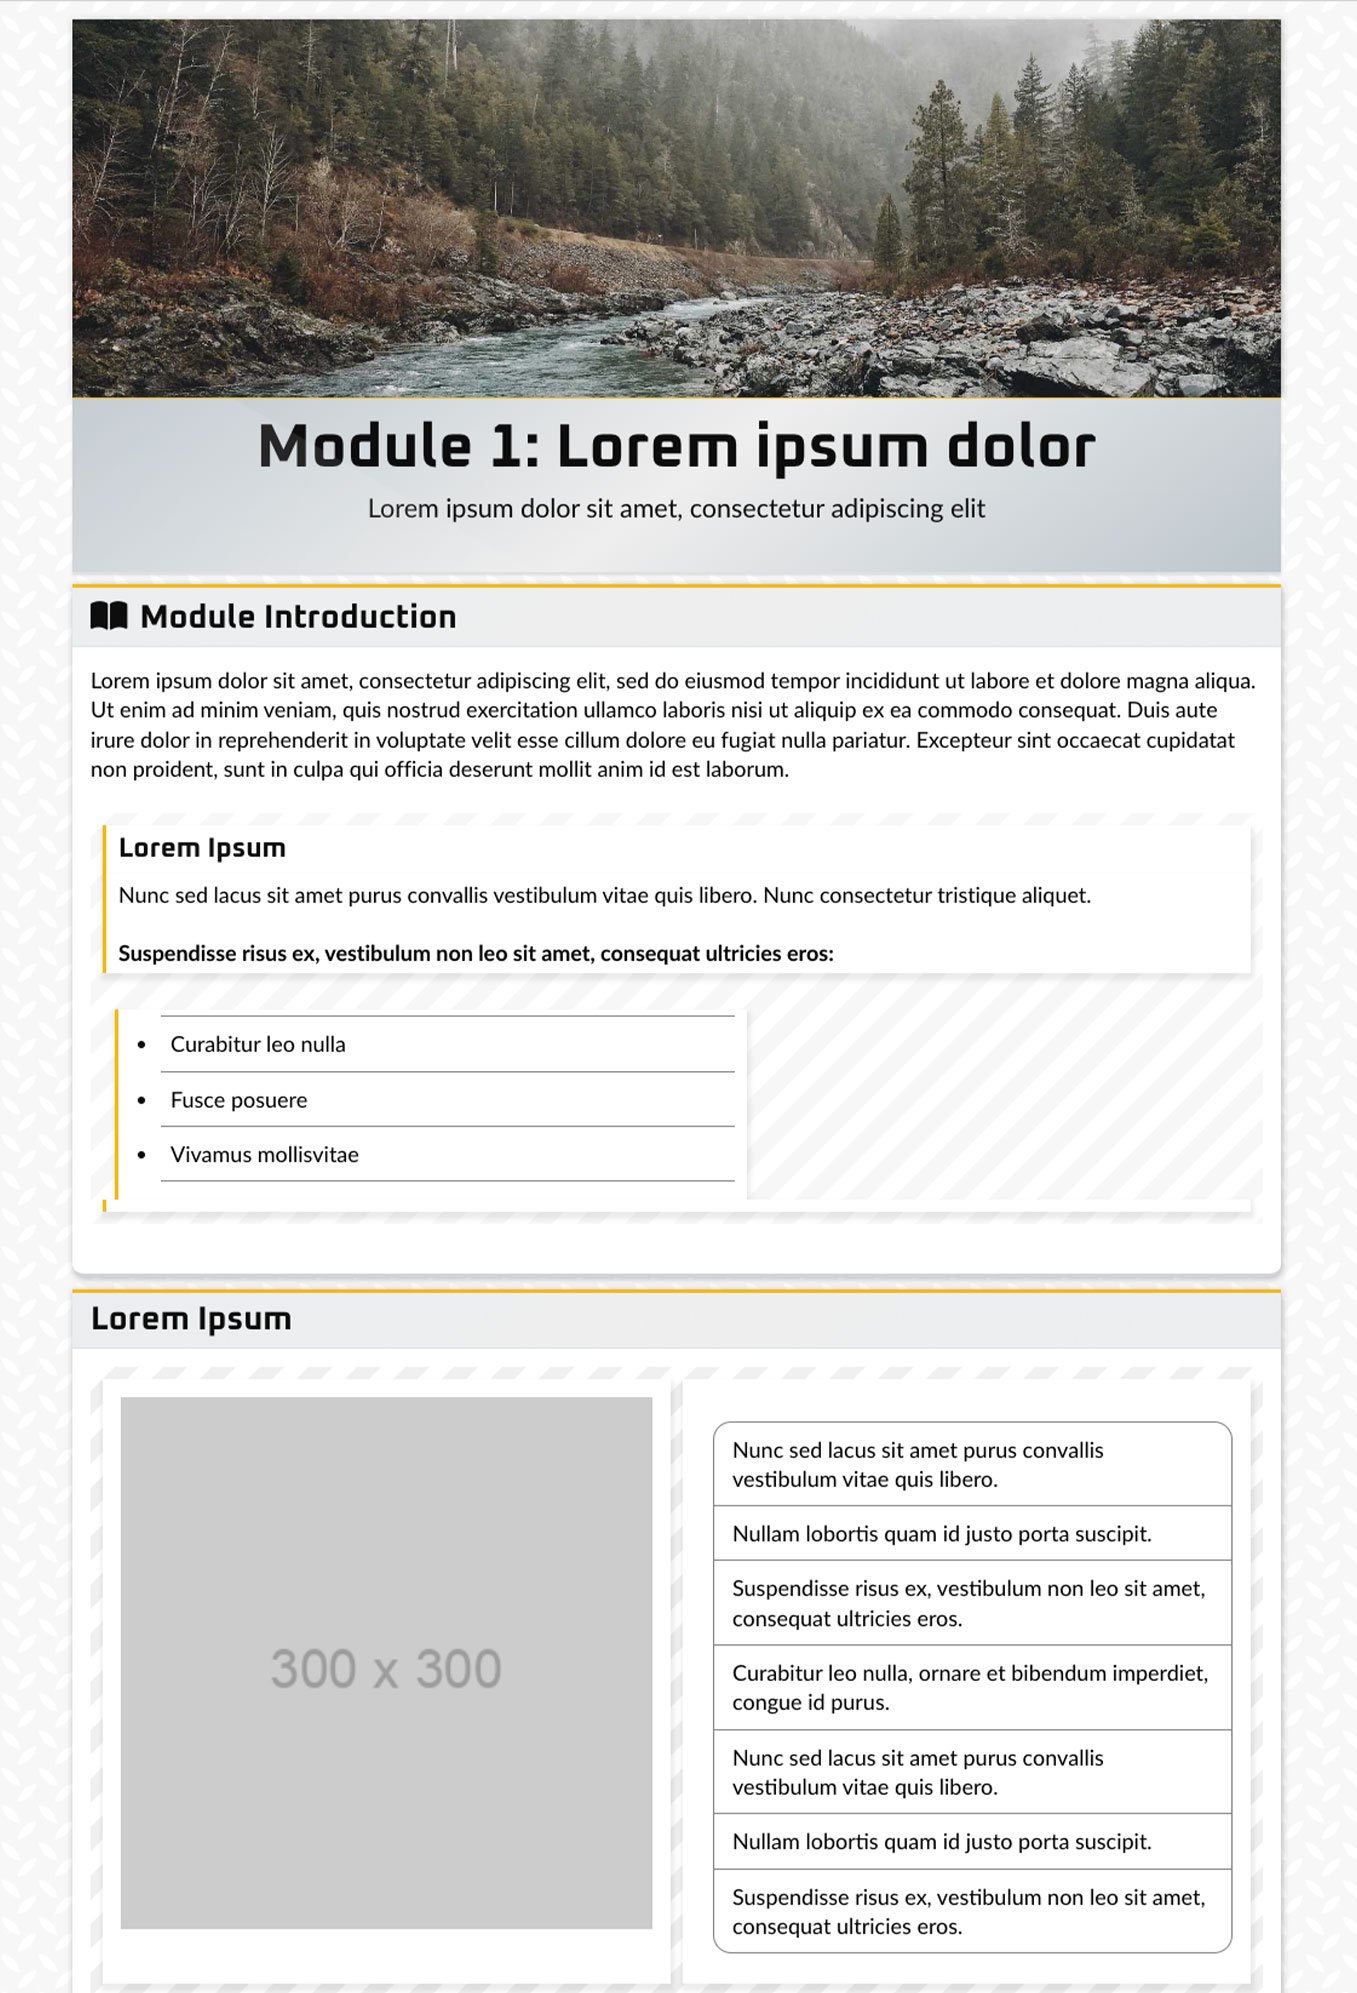 Module 1: Lorem ipsum dolor
Lorem ipsum dolor sit amet, consectetur adipiscing elit
Module Introduction
Lorem ipsum dolor sit amet, consectetur adipiscing elit, sed do eiusmod tempor incididunt ut labore et dolore magna aliqua.
Ut enim ad minim veniam, quis nostrud exercitation ullamco laboris nisi ut aliquip ex ea commodo consequat. Duis aute
irure dolor in reprehenderit in voluptate velit esse cillum dolore eu fugiat nulla pariatur. Excepteur sint occaecat cupidatat
non proident, sunt in culpa qui officia deserunt mollit anim id est laborum.
Lorem Ipsum
Nunc sed lacus sit amet purus convallis vestibulum vitae quis libero. Nunc consectetur tristique aliquet.
Suspendisse risus ex, vestibulum non leo sit amet, consequat ultricies eros:
• Curabitur leo nulla
• Fusce posuere
• Vivamus mollisvitae
Lorem Ipsum
300 x 300
Nunc sed lacus sit amet purus convallis
vestibulum vitae quis libero.
Nullam lobortis quam id justo porta suscipit.
Suspendisse risus ex, vestibulum non leo sit amet,
consequat ultricies eros.
Curabitur leo nulla, ornare et bibendum imperdiet,
congue id purus.
Nunc sed lacus sit amet purus convallis
vestibulum vitae quis libero.
Nullam lobortis quam id justo porta suscipit.
Suspendisse risus ex, vestibulum non leo sit amet,
consequat ultricies eros.